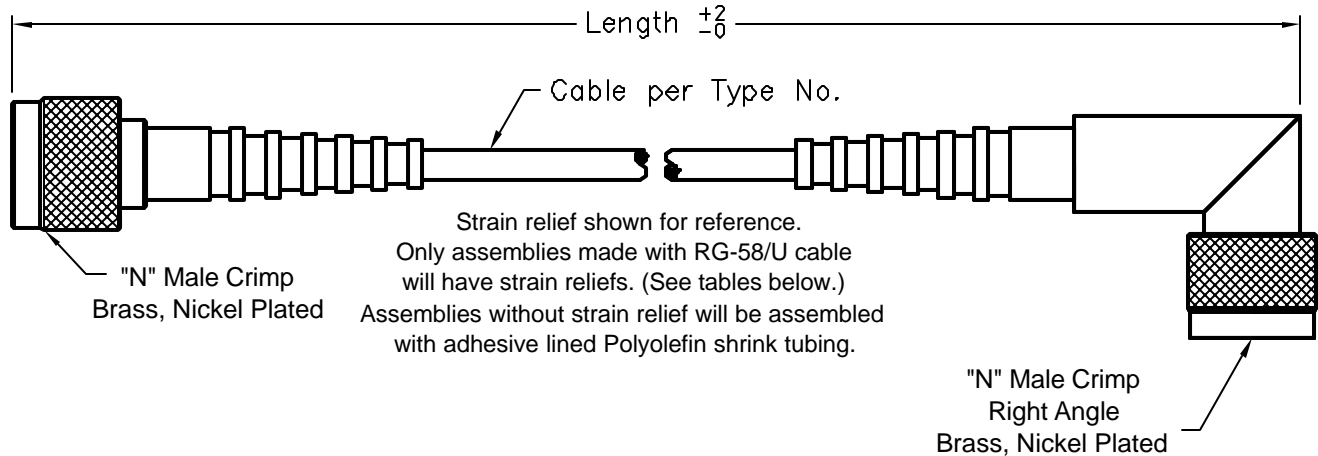 Length +2 -0
Cable per Type No.
Strain relief shown for reference.
Only assemblies made with RG-58/U cable
will have strain reliefs. (See tables below.)
Assemblies without strain relief will be assembled
with adhesive lined Polyolefin shrink tubing.
"N" Male Crimp
Brass, Nickel Plated
"N" Male Crimp
Right Angle
Brass, Nickel Plated